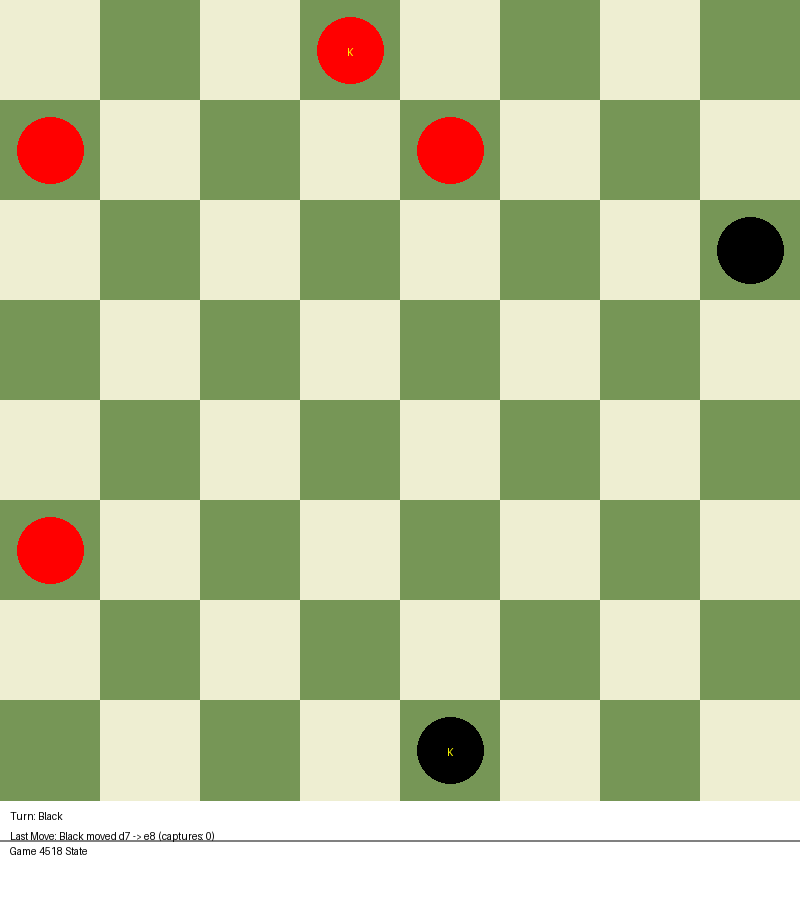 K
K
Turn: Black
Last Move: Black moved d7 -> e8 (captures: 0)
Game 4518 State